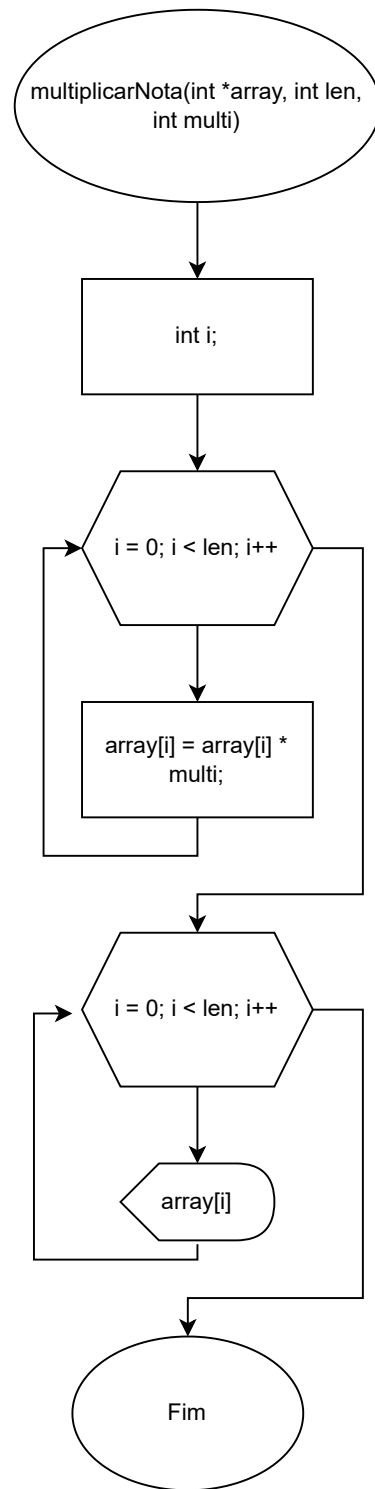 multiplicarNota(int *array, int len,
int multi)
int i;
i = 0; i < len; i++
array[i] = array[i] *
multi;
i = 0; i < len; i++
array[i]
Fim